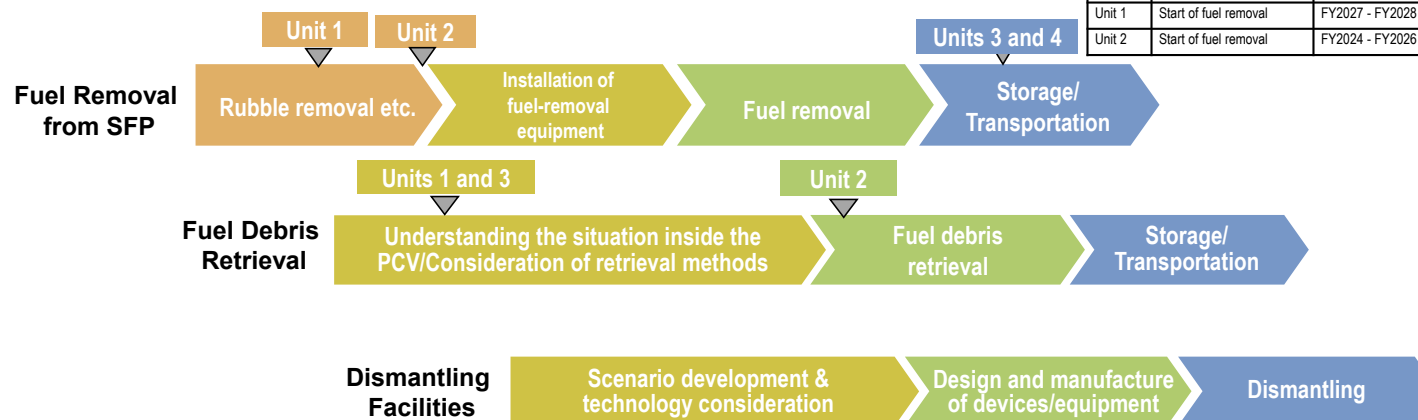 Unit 1 Start of fuel removal FY2027 - FY2028
Unit 2 Start of fuel removal FY2024 - FY2026
Unit 1
Unit 2
Units 3 and 4
Fuel Removal
from SFP
Rubble removal etc.
Installation of
fuel-removal
equipment
Fuel removal
Storage/
Transportation
Units 1 and 3
Unit 2
Fuel Debris
Retrieval
Understanding the situation inside the
PCV/Consideration of retrieval methods
Fuel debris
retrieval
Storage/
Transportation
Dismantling
Facilities
Scenario development &
technology consideration
Design and manufacture
of devices/equipment
Dismantling